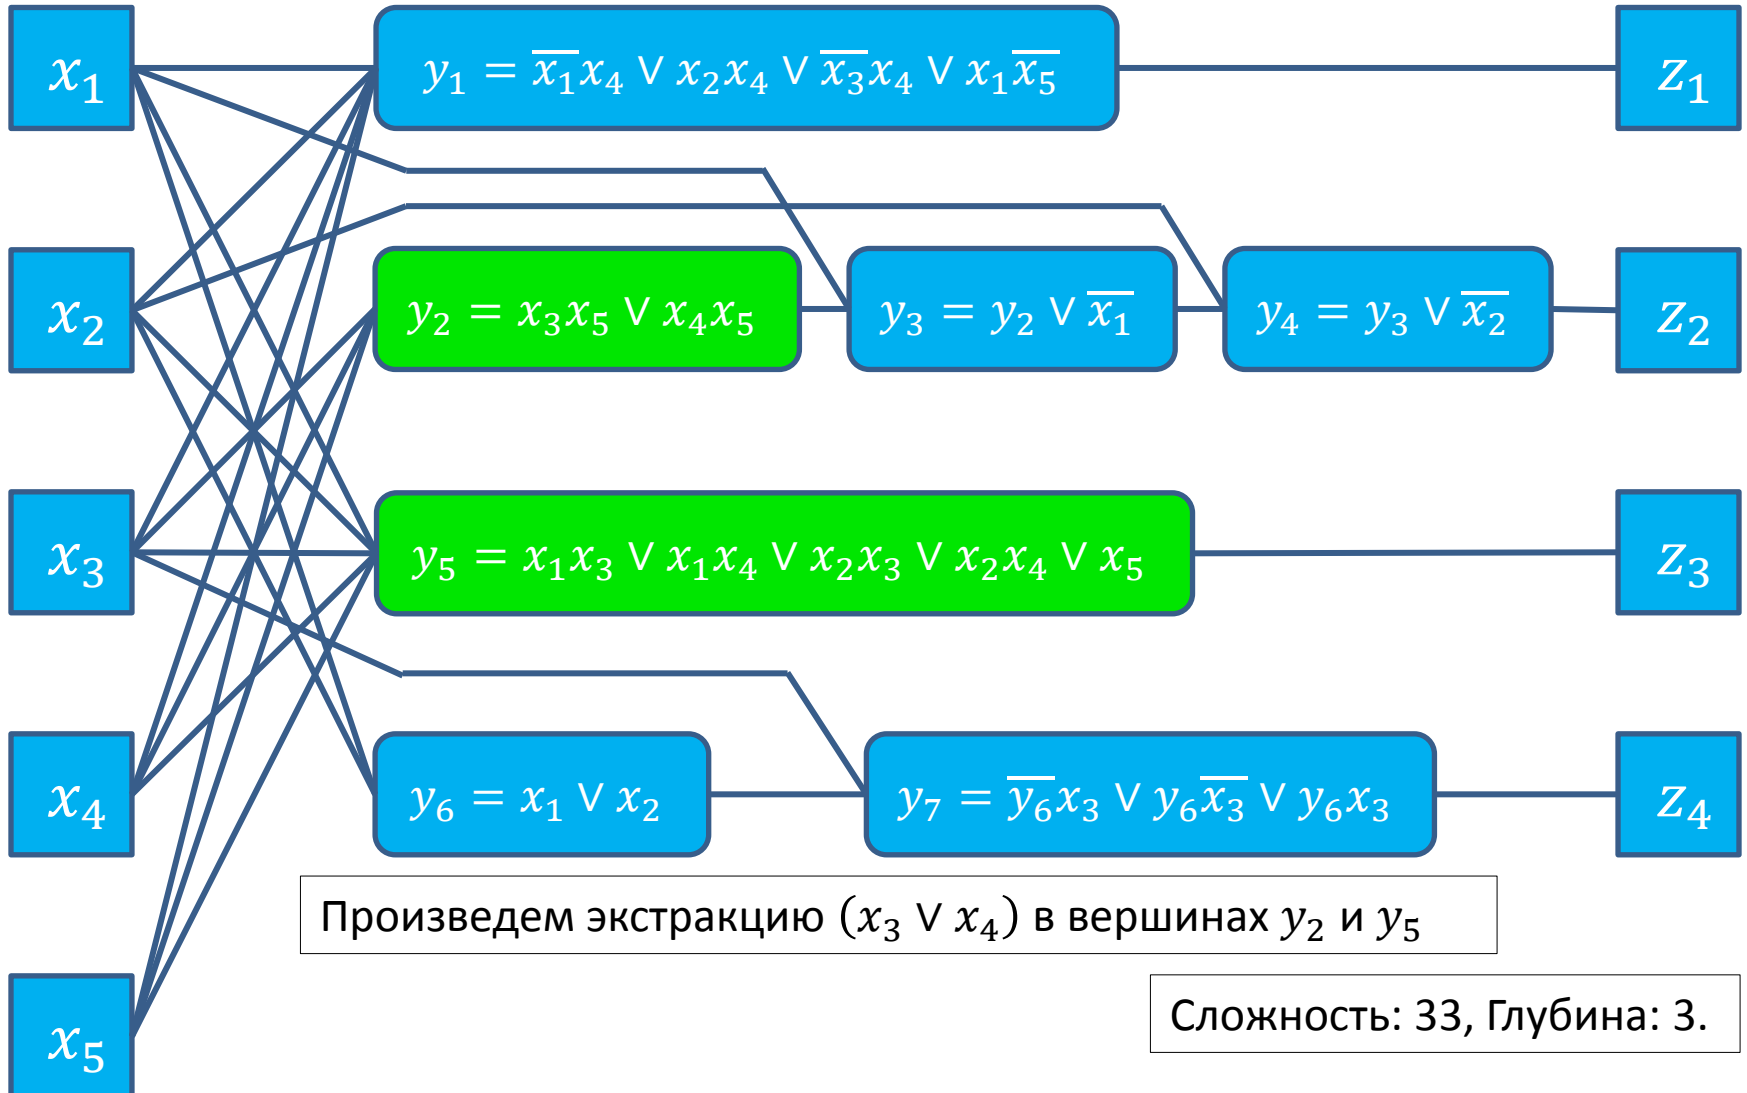 x₁
y₁ = x̅₁x₄ ∨ x₂x₄ ∨ x̅₃x₄ ∨ x₁x̅₅
z₁
x₂
y₂ = x₃x₅ ∨ x₄x₅
y₃ = y₂ ∨ x̅₁
y₄ = y₃ ∨ x̅₂
z₂
x₃
y₅ = x₁x₃ ∨ x₁x₄ ∨ x₂x₃ ∨ x₂x₄ ∨ x₅
z₃
x₄
y₆ = x₁ ∨ x₂
y₇ = y̅₆x₃ ∨ y₆x̅₃ ∨ y₆x₃
z₄
Произведем экстракцию (x₃ ∨ x₄) в вершинах y₂ и y₅
Сложность: 33, Глубина: 3.
x₅